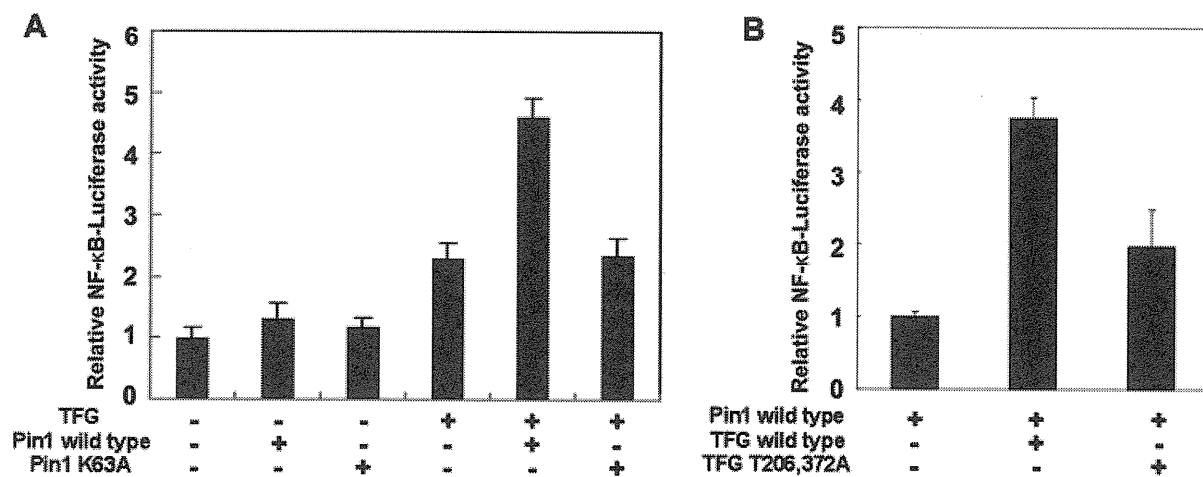 A
Relative NF-κB-Luciferase activity
6
5
4
3
2
1
0
TFG - - - + + +
Pin1 wild type - + - - + -
Pin1 K63A - - + - - +
B
Relative NF-κB-Luciferase activity
5
4
3
2
1
0
Pin1 wild type + + +
TFG wild type - + -
TFG T206,372A - - +